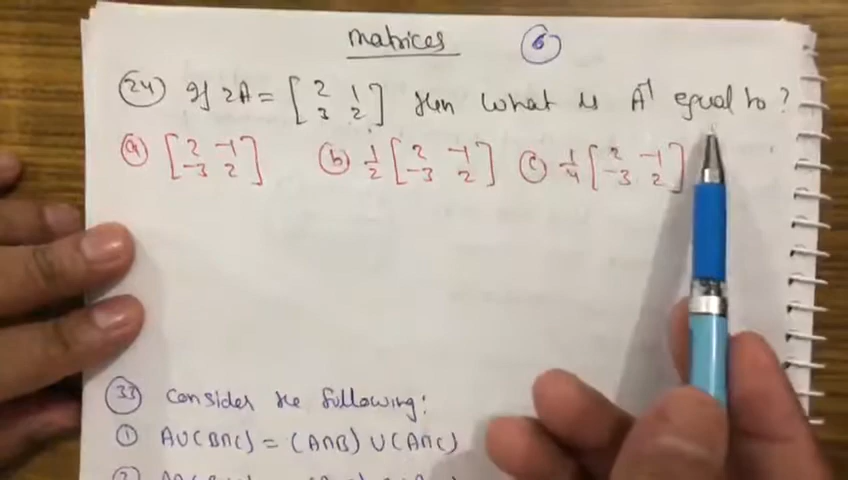 matrices 6
24 If 2A = [2 1 3 2] then what is A⁻¹ equal to ?
a [2 -1 -3 2] b 1/2 [2 -1 -3 2] c 1/4 [2 -1 -3 2]
33 Consider the following:
1 A∪(B∩C) = (A∩B) ∪ (A∩C)